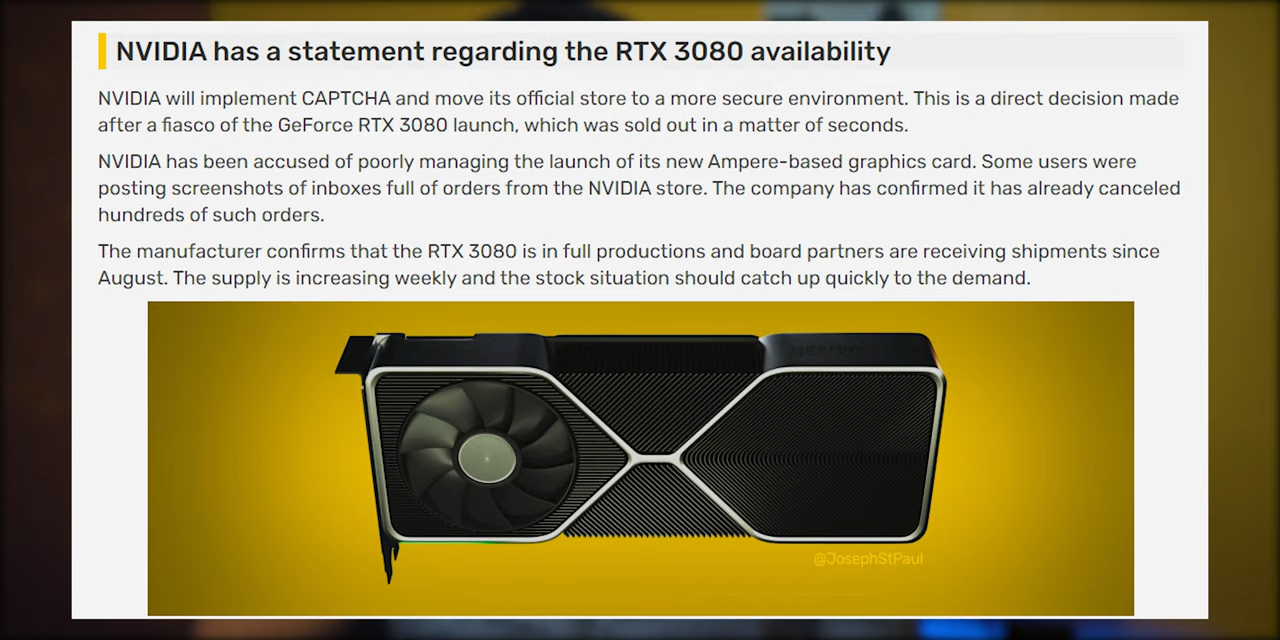 NVIDIA has a statement regarding the RTX 3080 availability
NVIDIA will implement CAPTCHA and move its official store to a more secure environment. This is a direct decision made
after a fiasco of the GeForce RTX 3080 launch, which was sold out in a matter of seconds.
NVIDIA has been accused of poorly managing the launch of its new Ampere-based graphics card. Some users were
posting screenshots of inboxes full of orders from the NVIDIA store. The company has confirmed it has already canceled
hundreds of such orders.
The manufacturer confirms that the RTX 3080 is in full productions and board partners are receiving shipments since
August. The supply is increasing weekly and the stock situation should catch up quickly to the demand.
@JosephStPaul